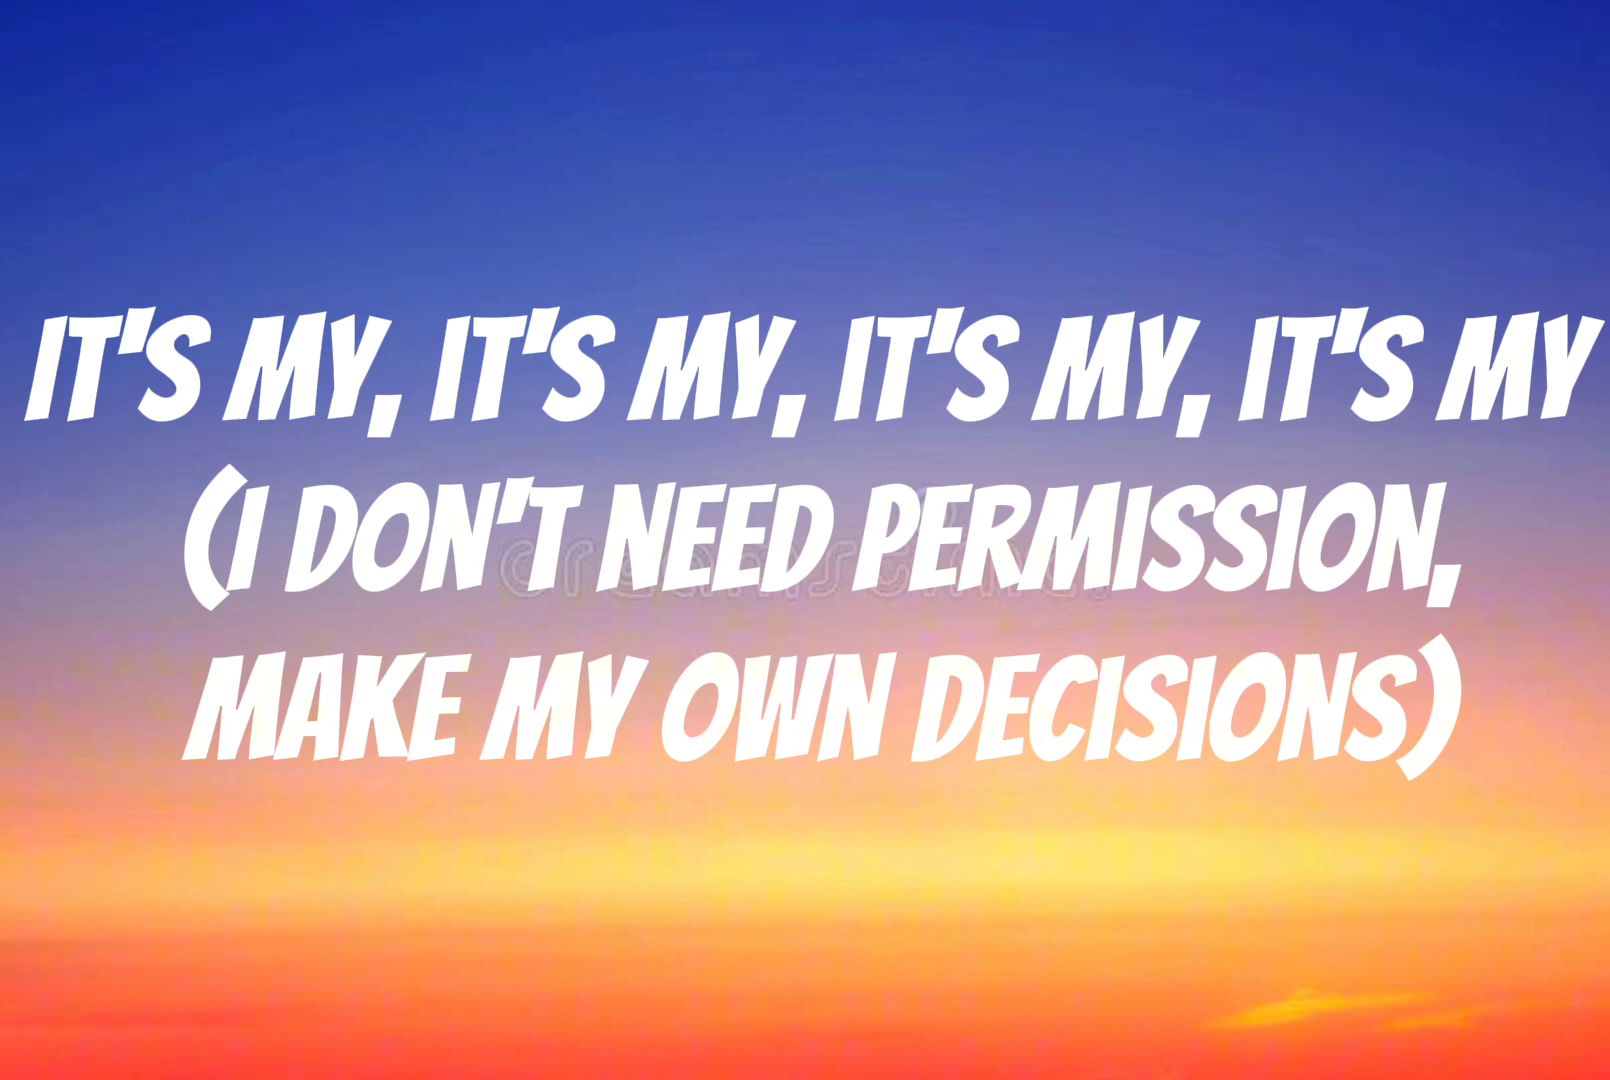 IT'S MY, IT'S MY, IT'S MY, IT'S MY
(I DON'T NEED PERMISSION,
MAKE MY OWN DECISIONS)